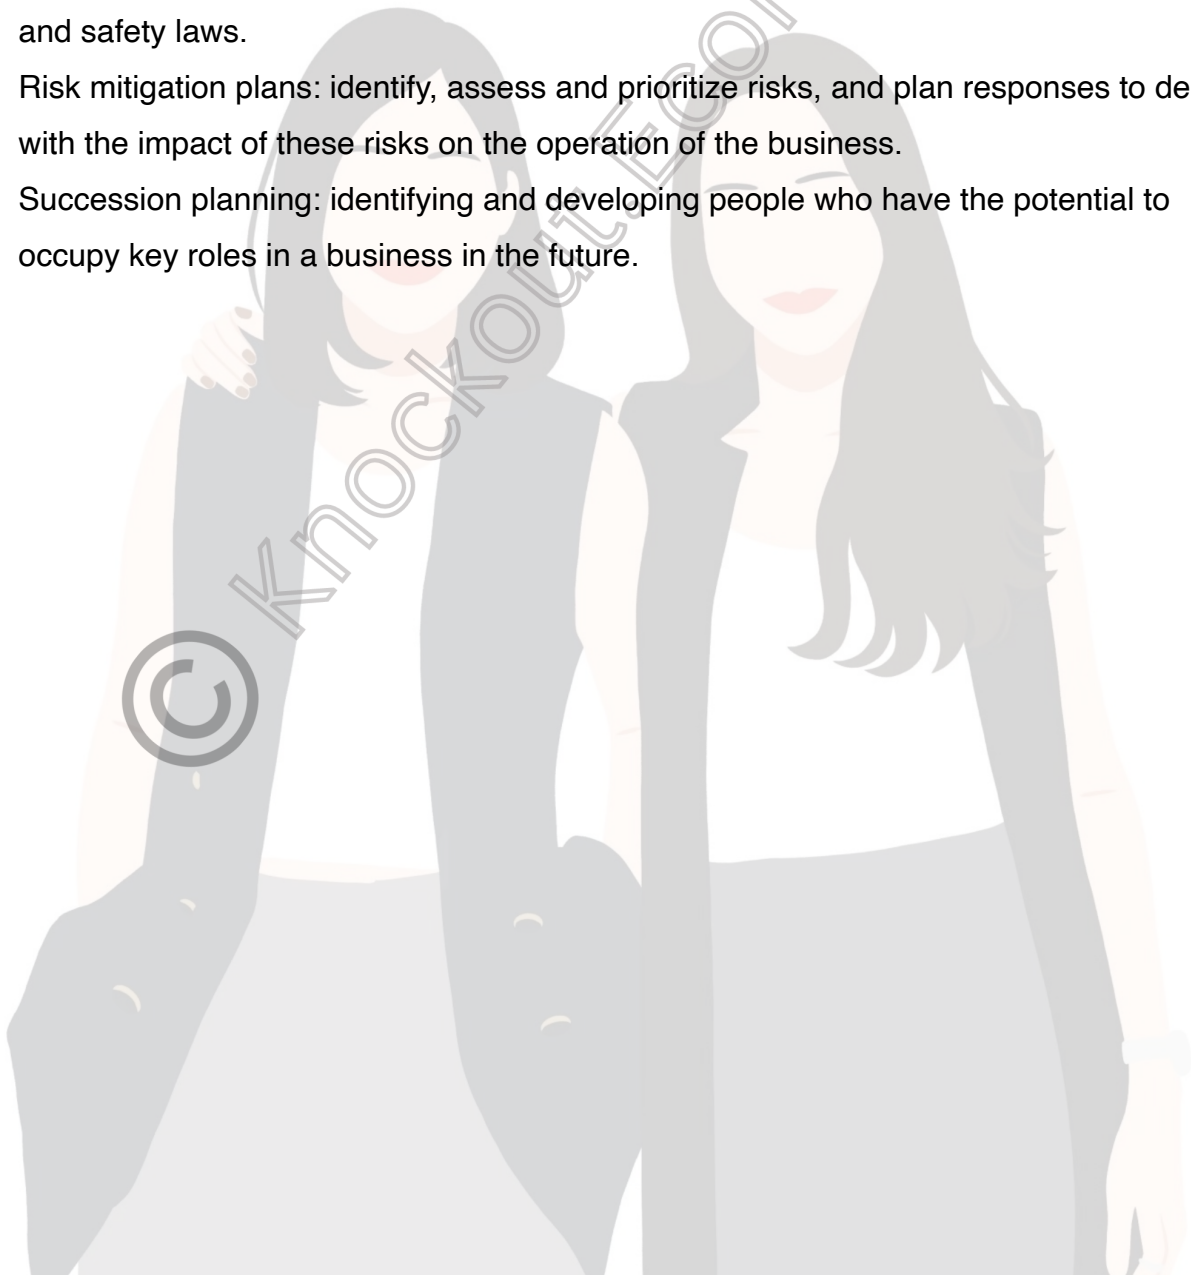 and safety laws.
Risk mitigation plans: identify, assess and prioritize risks, and plan responses to de
with the impact of these risks on the operation of the business.
Succession planning: identifying and developing people who have the potential to
occupy key roles in a business in the future.
© Knockout.Econ